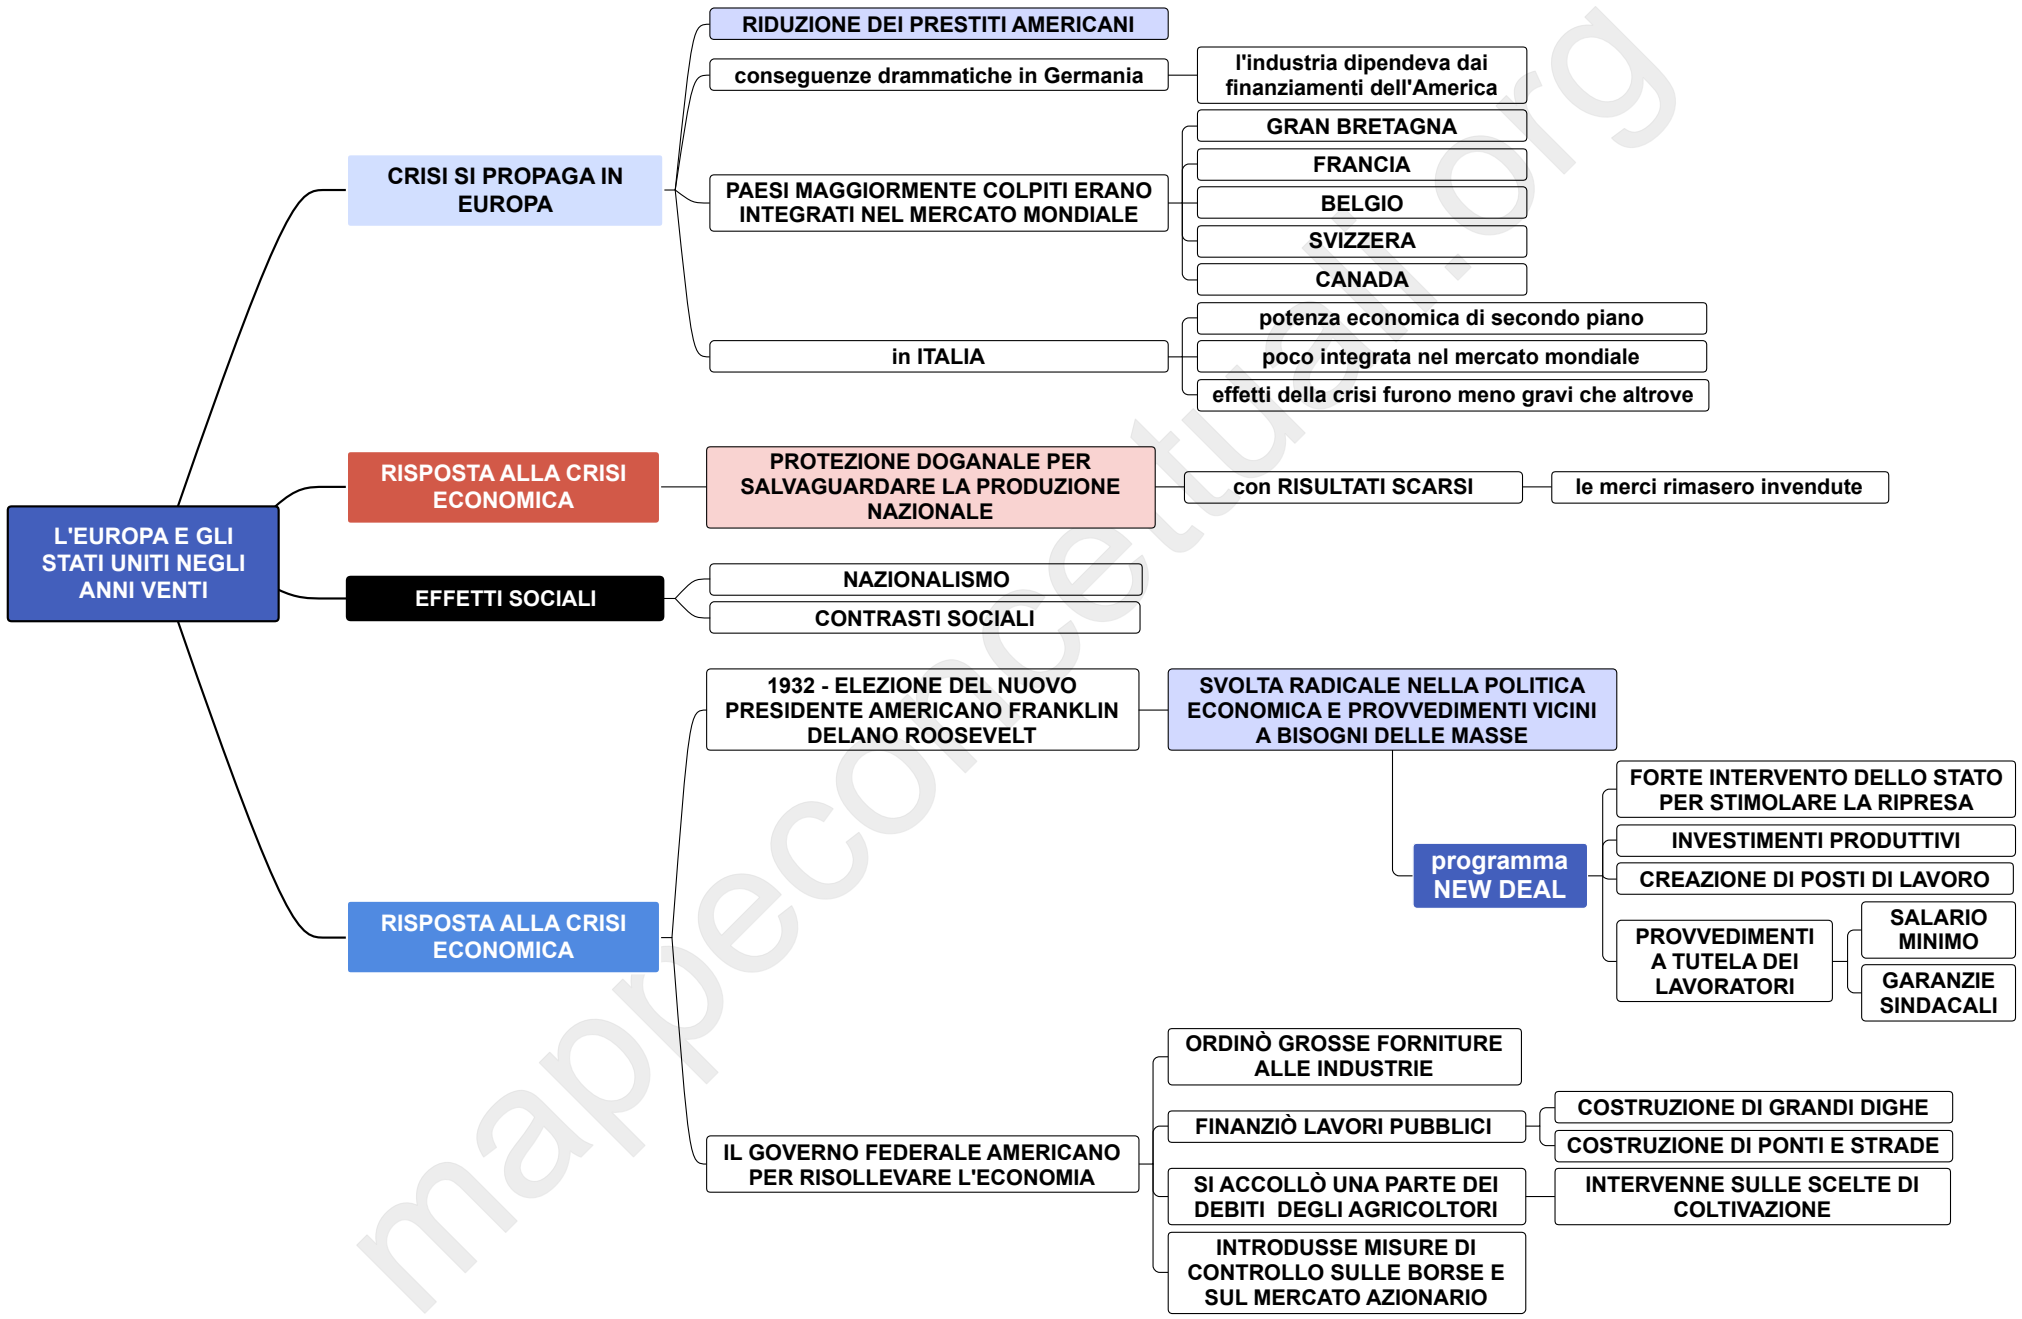 RIDUZIONE DEI PRESTITI AMERICANI
conseguenze drammatiche in Germania
l'industria dipendeva dai
finanziamenti dell'America
CRISI SI PROPAGA IN
EUROPA
PAESI MAGGIORMENTE COLPITI ERANO
INTEGRATI NEL MERCATO MONDIALE
GRAN BRETAGNA
FRANCIA
BELGIO
SVIZZERA
CANADA
in ITALIA
potenza economica di secondo piano
poco integrata nel mercato mondiale
effetti della crisi furono meno gravi che altrove
L'EUROPA E GLI
STATI UNITI NEGLI
ANNI VENTI
RISPOSTA ALLA CRISI
ECONOMICA
PROTEZIONE DOGANALE PER
SALVAGUARDARE LA PRODUZIONE
NAZIONALE
con RISULTATI SCARSI
le merci rimasero invendute
EFFETTI SOCIALI
NAZIONALISMO
CONTRASTI SOCIALI
RISPOSTA ALLA CRISI
ECONOMICA
1932 - ELEZIONE DEL NUOVO
PRESIDENTE AMERICANO FRANKLIN
DELANO ROOSEVELT
SVOLTA RADICALE NELLA POLITICA
ECONOMICA E PROVVEDIMENTI VICINI
A BISOGNI DELLE MASSE
programma
NEW DEAL
FORTE INTERVENTO DELLO STATO
PER STIMOLARE LA RIPRESA
INVESTIMENTI PRODUTTIVI
CREAZIONE DI POSTI DI LAVORO
PROVVEDIMENTI
A TUTELA DEI
LAVORATORI
SALARIO
MINIMO
GARANZIE
SINDACALI
IL GOVERNO FEDERALE AMERICANO
PER RISOLLEVARE L'ECONOMIA
ORDINÒ GROSSE FORNITURE
ALLE INDUSTRIE
FINANZIÒ LAVORI PUBBLICI
COSTRUZIONE DI GRANDI DIGHE
COSTRUZIONE DI PONTI E STRADE
SI ACCOLLÒ UNA PARTE DEI
DEBITI  DEGLI AGRICOLTORI
INTERVENNE SULLE SCELTE DI
COLTIVAZIONE
INTRODUSSE MISURE DI
CONTROLLO SULLE BORSE E
SUL MERCATO AZIONARIO
mappeconcettuali.org